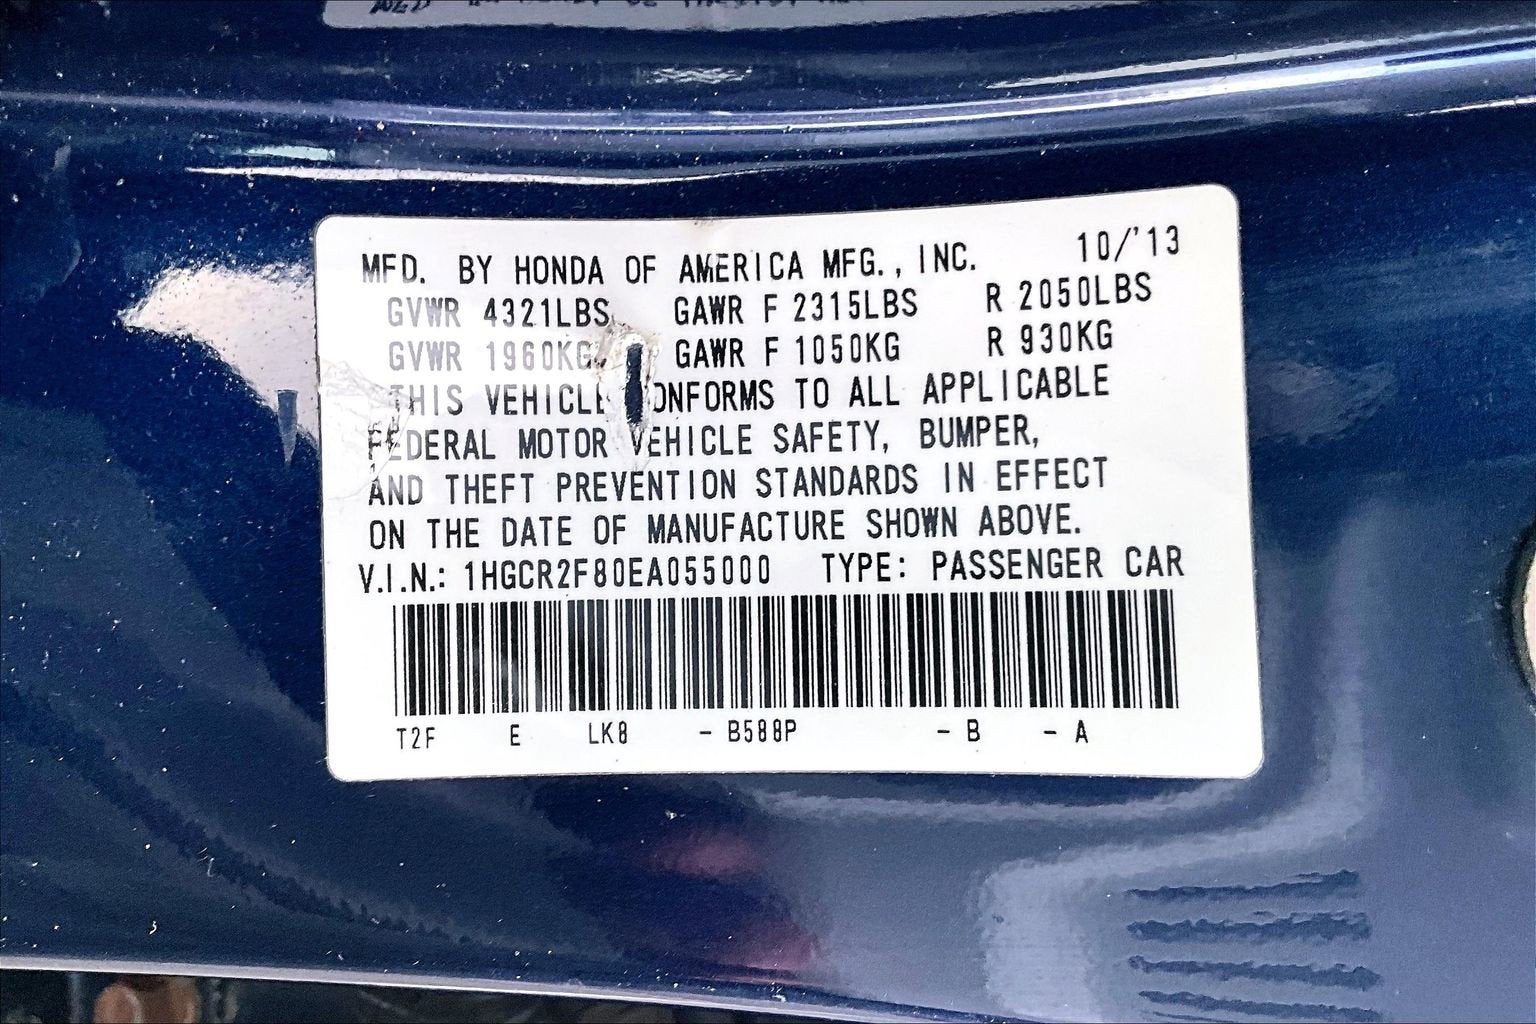 MFD. BY HONDA OF AMERICA MFG., INC. 10/'13
GVWR 4321LBS GAWR F 2315LBS R 2050LBS
GVWR 1960KG GAWR F 1050KG R 930KG
THIS VEHICLE CONFORMS TO ALL APPLICABLE
FEDERAL MOTOR VEHICLE SAFETY, BUMPER,
AND THEFT PREVENTION STANDARDS IN EFFECT
ON THE DATE OF MANUFACTURE SHOWN ABOVE.
V.I.N.: 1HGCR2F80EA055000 TYPE: PASSENGER CAR
T2F E LK8 - B588P - B - A